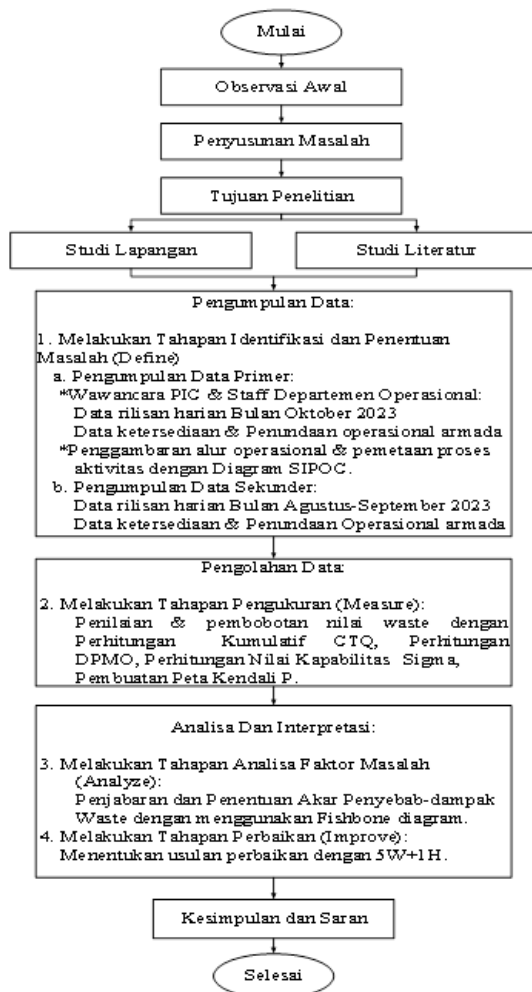 Mulai
Observasi Awal
Penyusunan Masalah
Tujuan Penelitian
Studi Lapangan
Studi Literatur
Pengumpulan Data:
1. Melakukan Tahapan Identifikasi dan Penentuan
Masalah (Define)
a. Pengumpulan Data Primer:
*Wawancara PIC & Staff Departemen Operasional:
Data rilisan harian Bulan Oktober 2023
Data ketersediaan & Penundaan operasional armada
*Penggambaran alur operasional & pemetaan proses
aktivitas dengan Diagram SIPOC.
b. Pengumpulan Data Sekunder:
Data rilisan harian Bulan Agustus-September 2023
Data ketersediaan & Penundaan Operasional armada
Pengolahan Data:
2. Melakukan Tahapan Pengukuran (Measure):
Penilaian & pembobotan nilai waste dengan
Perhitungan Kumulatif CTQ, Perhitungan
DPMO, Perhitungan Nilai Kapabilitas Sigma,
Pembuatan Peta Kendali P.
Analisa Dan Interpretasi:
3. Melakukan Tahapan Analisa Faktor Masalah
(Analyze):
Penjabaran dan Penentuan Akar Penyebab-dampak
Waste dengan menggunakan Fishbone diagram.
4. Melakukan Tahapan Perbaikan (Improve):
Menentukan usulan perbaikan dengan 5W+1H.
Kesimpulan dan Saran
Selesai